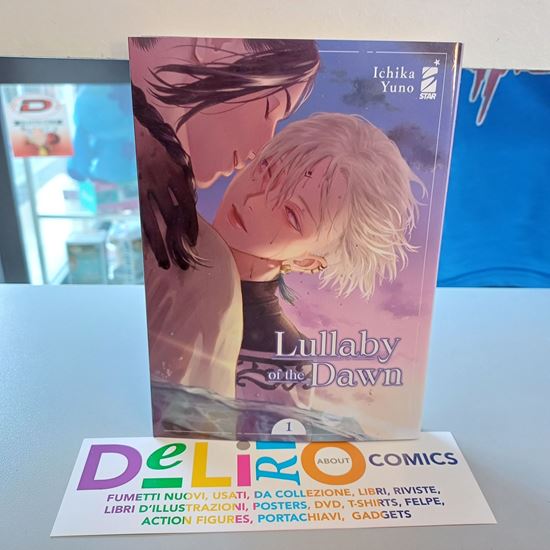 Ichika
Yuno
STAR
Lullaby
of the Dawn
1
DeLiRIO ABOUT COMICS
FUMETTI NUOVI, USATI, DA COLLEZIONE, LIBRI, RIVISTE,
LIBRI D'ILLUSTRAZIONI, POSTERS, DVD, T-SHIRTS, FELPE,
ACTION FIGURES, PORTACHIAVI, GADGETS